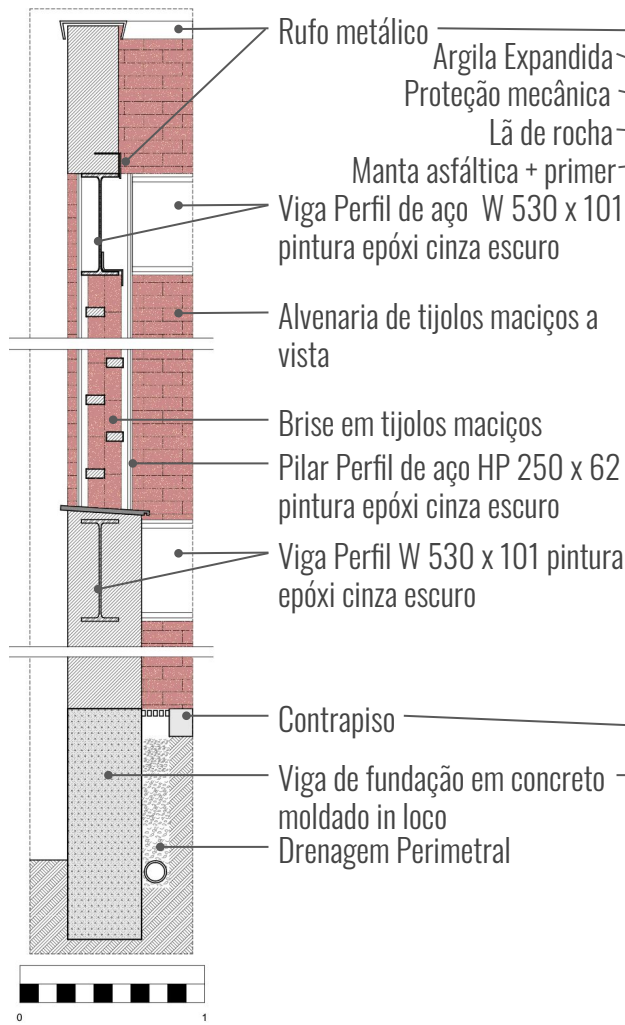 Rufo metálico
Argila Expandida
Proteção mecânica
Lã de rocha
Manta asfáltica + primer
Viga Perfil de aço W 530 x 101
pintura epóxi cinza escuro
Alvenaria de tijolos maciços a
vista
Brise em tijolos maciços
Pilar Perfil de aço HP 250 x 62
pintura epóxi cinza escuro
Viga Perfil W 530 x 101 pintura
epóxi cinza escuro
Contrapiso
Viga de fundação em concreto
moldado in loco
Drenagem Perimetral
0 1